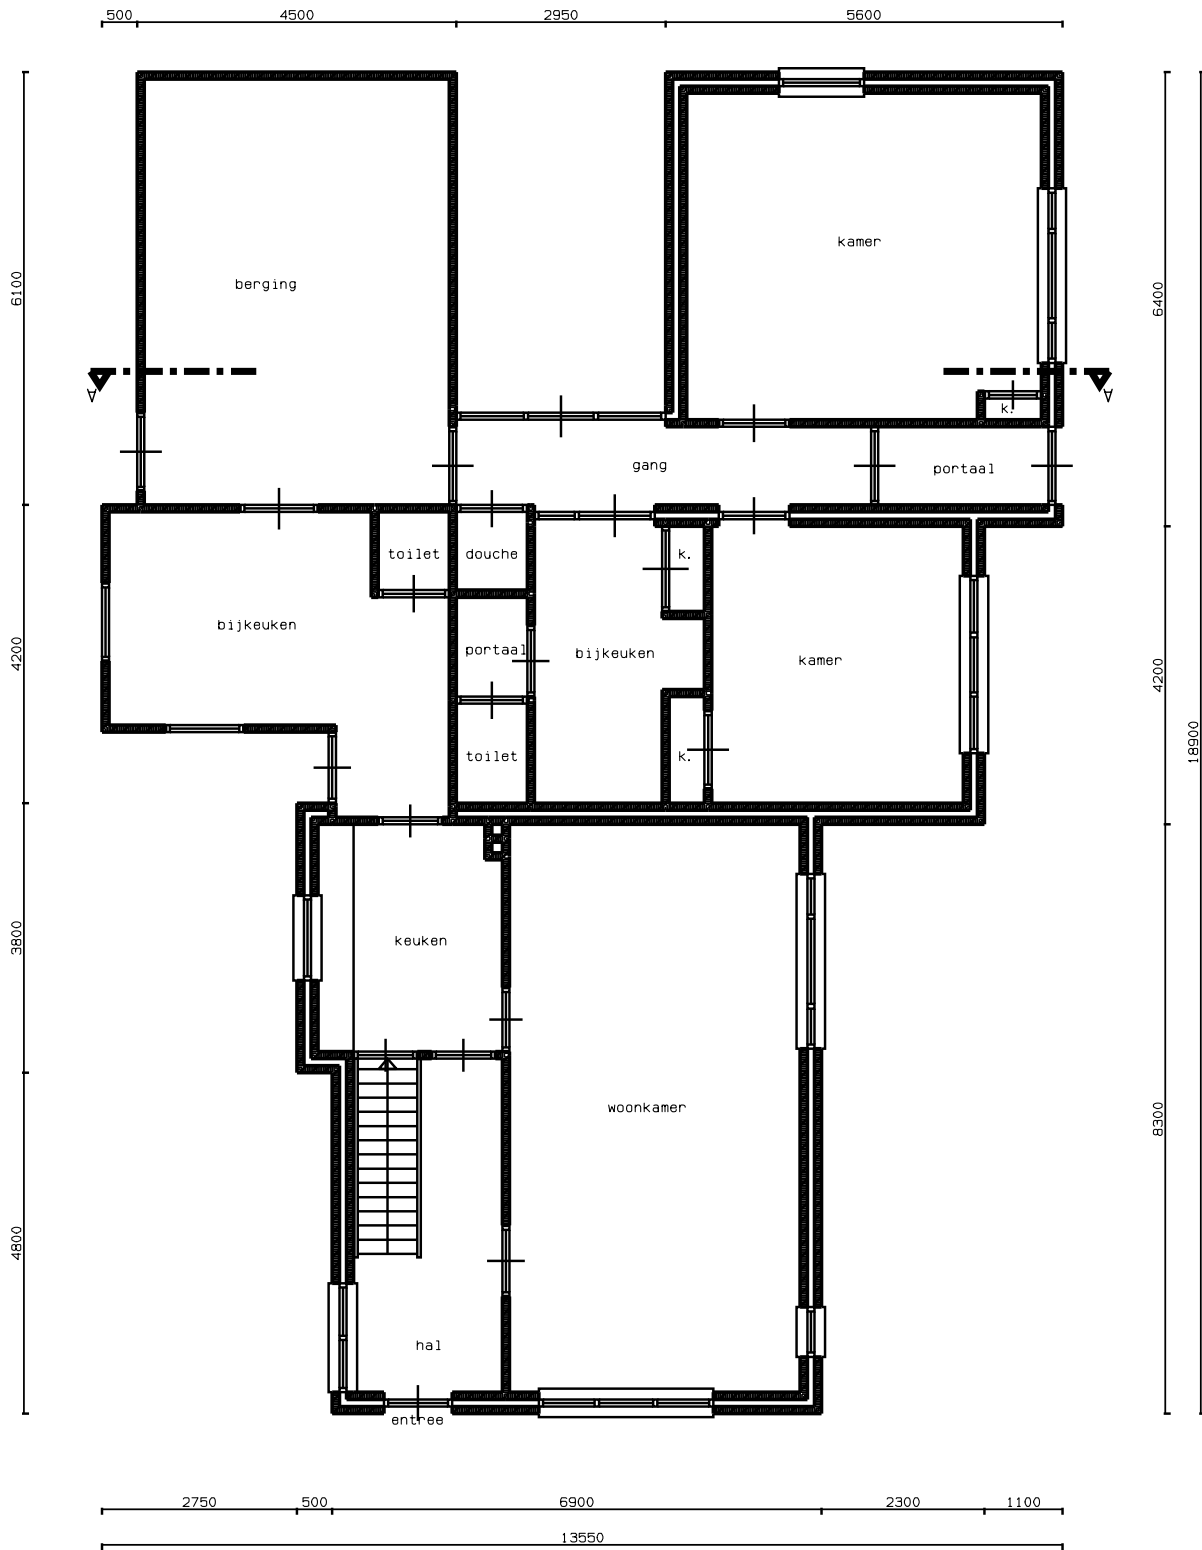 500 4500 2950 5600
6100
6400
kamer
berging
A
A
k.
gang
portaal
toilet
douche
k.
bijkeuken
portaal
bijkeuken
kamer
4200
4200
18900
toilet
k.
keuken
3800
woonkamer
8300
4800
hal
entree
2750 500 6900 2300 1100
13550